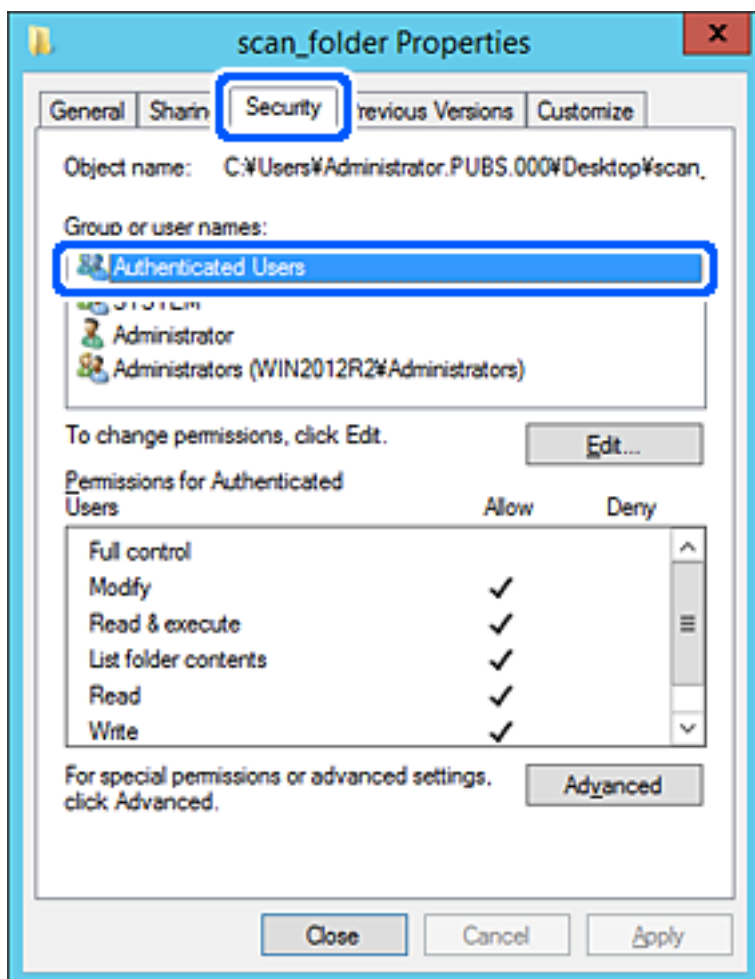 scan_folder Properties
General Sharin Security revious Versions Customize
Object name: C:¥Users¥Administrator.PUBS.000¥Desktop¥scan_
Group or user names:
Authenticated Users
SYSTEM
Administrator
Administrators (WIN2012R2¥Administrators)
To change permissions, click Edit.
Edit...
Permissions for Authenticated
Users Allow Deny
Full control
Modify
Read & execute
List folder contents
Read
Write
For special permissions or advanced settings,
click Advanced.
Advanced
Close Cancel Apply